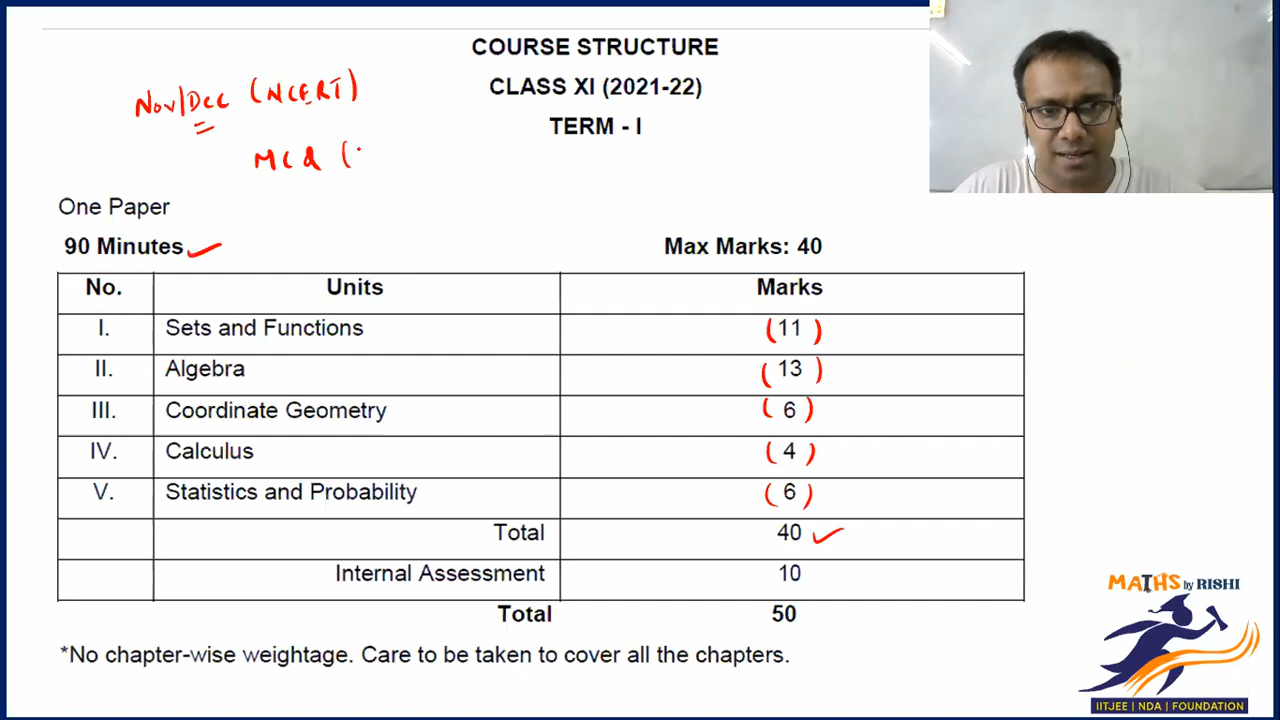 COURSE STRUCTURE
CLASS XI (2021-22)
TERM - I
Nov/Dec (NCERT)
MCQ (
One Paper
90 Minutes
Max Marks: 40
No. Units Marks
I. Sets and Functions (11)
II. Algebra (13)
III. Coordinate Geometry (6)
IV. Calculus (4)
V. Statistics and Probability (6)
Total 40
Internal Assessment 10
Total 50
*No chapter-wise weightage. Care to be taken to cover all the chapters.
MATHS by RISHI
IITJEE | NDA | FOUNDATION